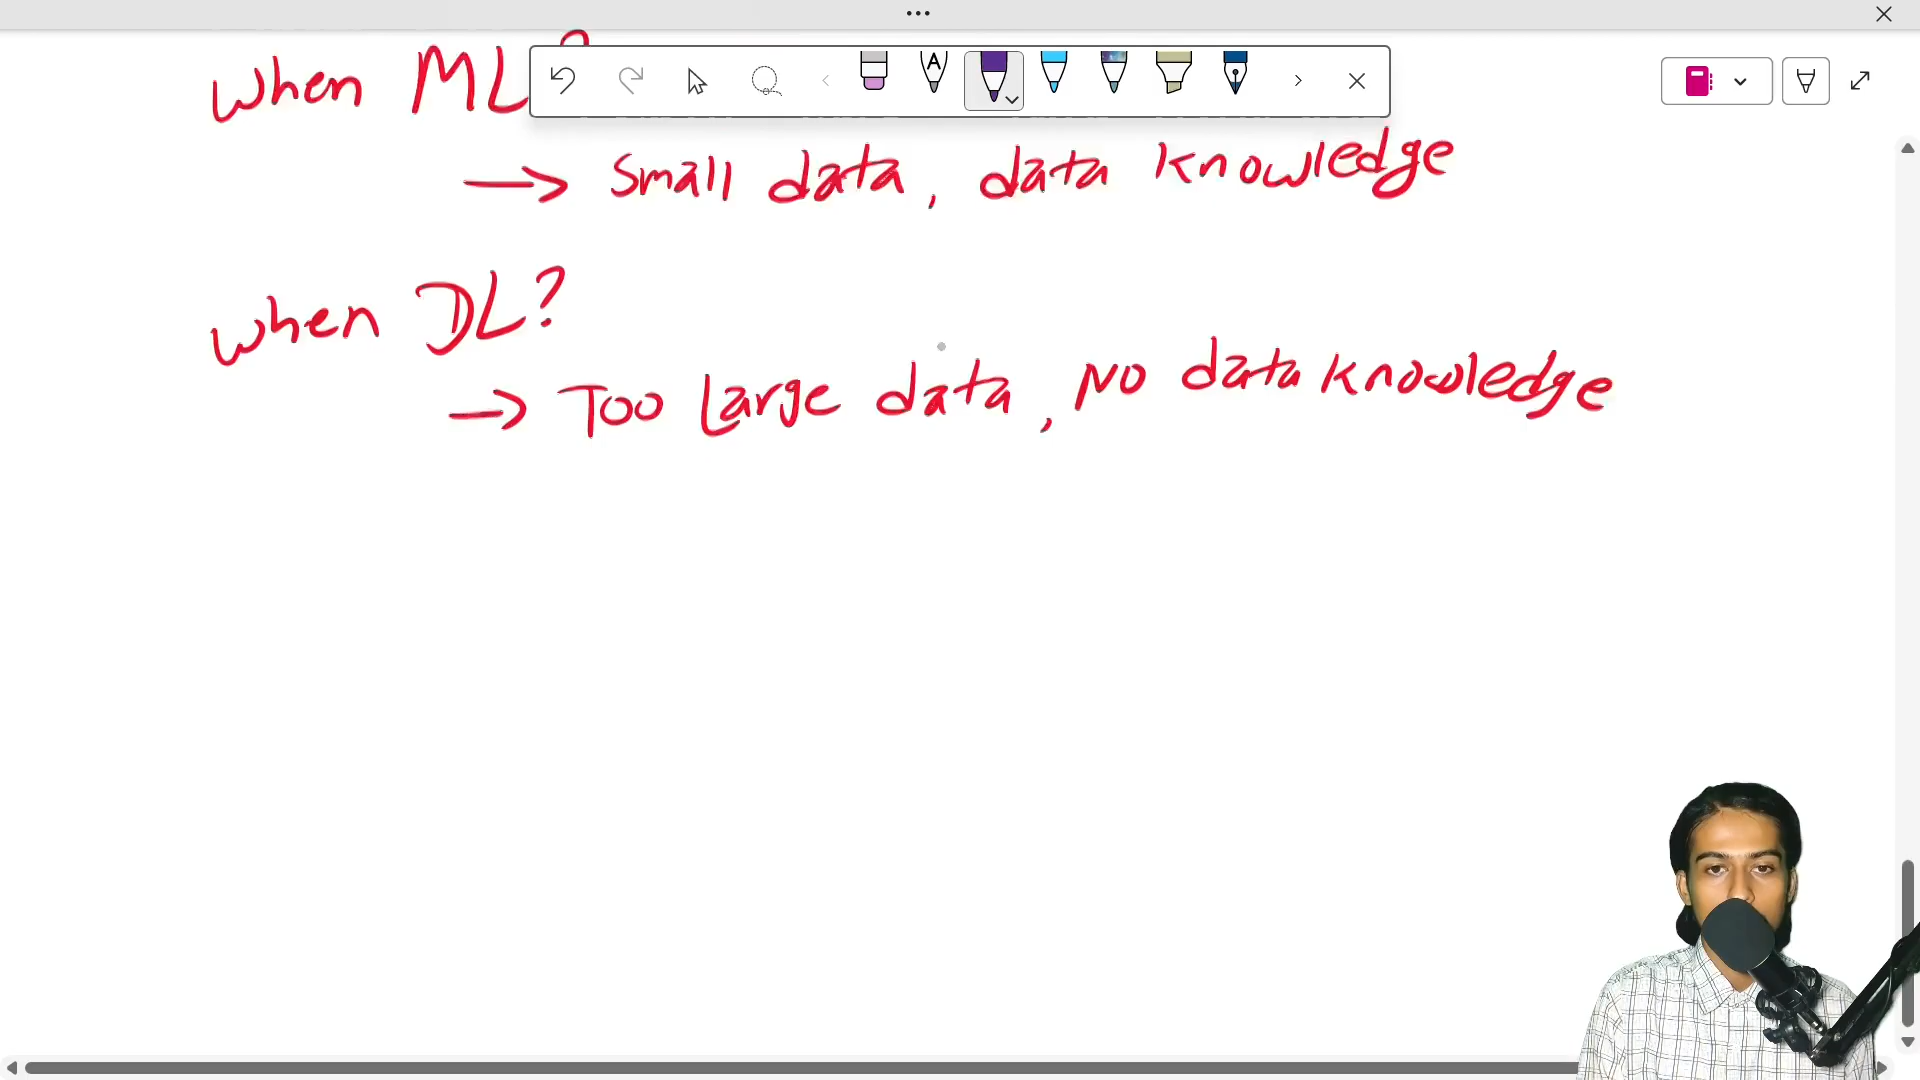 when ML?
→ Small data, data knowledge
when DL?
→ Too Large data, No data knowledge